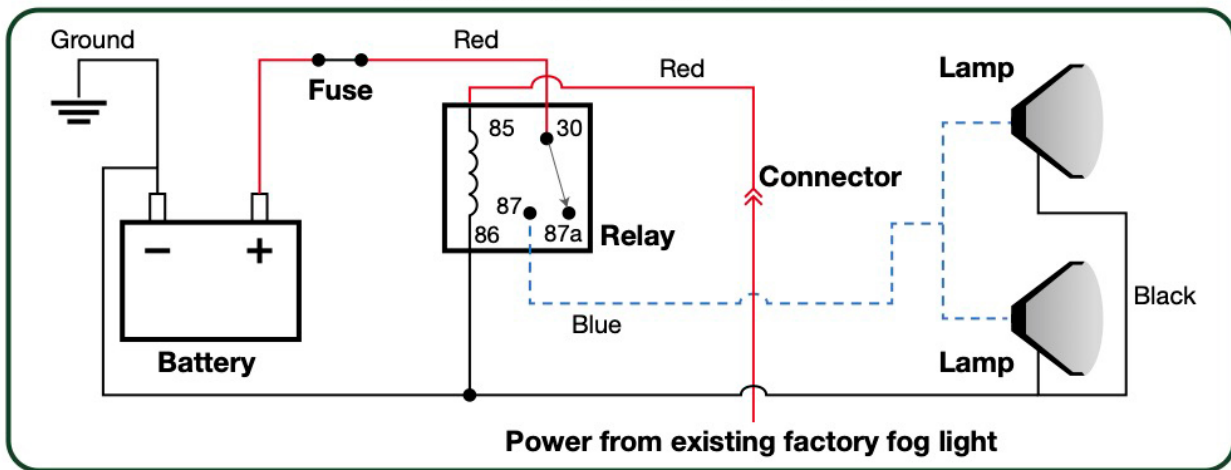 Ground
Red
Fuse
Red
Lamp
85
30
Connector
87
86
87a
Relay
−
+
Blue
Black
Battery
Lamp
Power from existing factory fog light